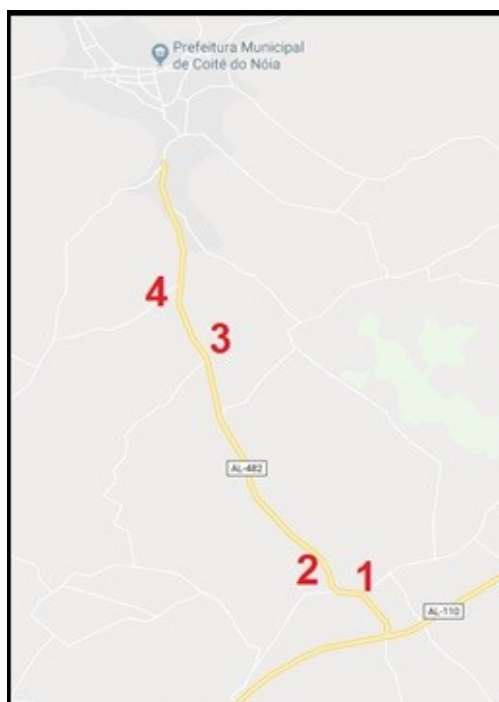 Prefeitura Municipal
de Coité do Nóia
4
3
AL-482
2
1
AL-110